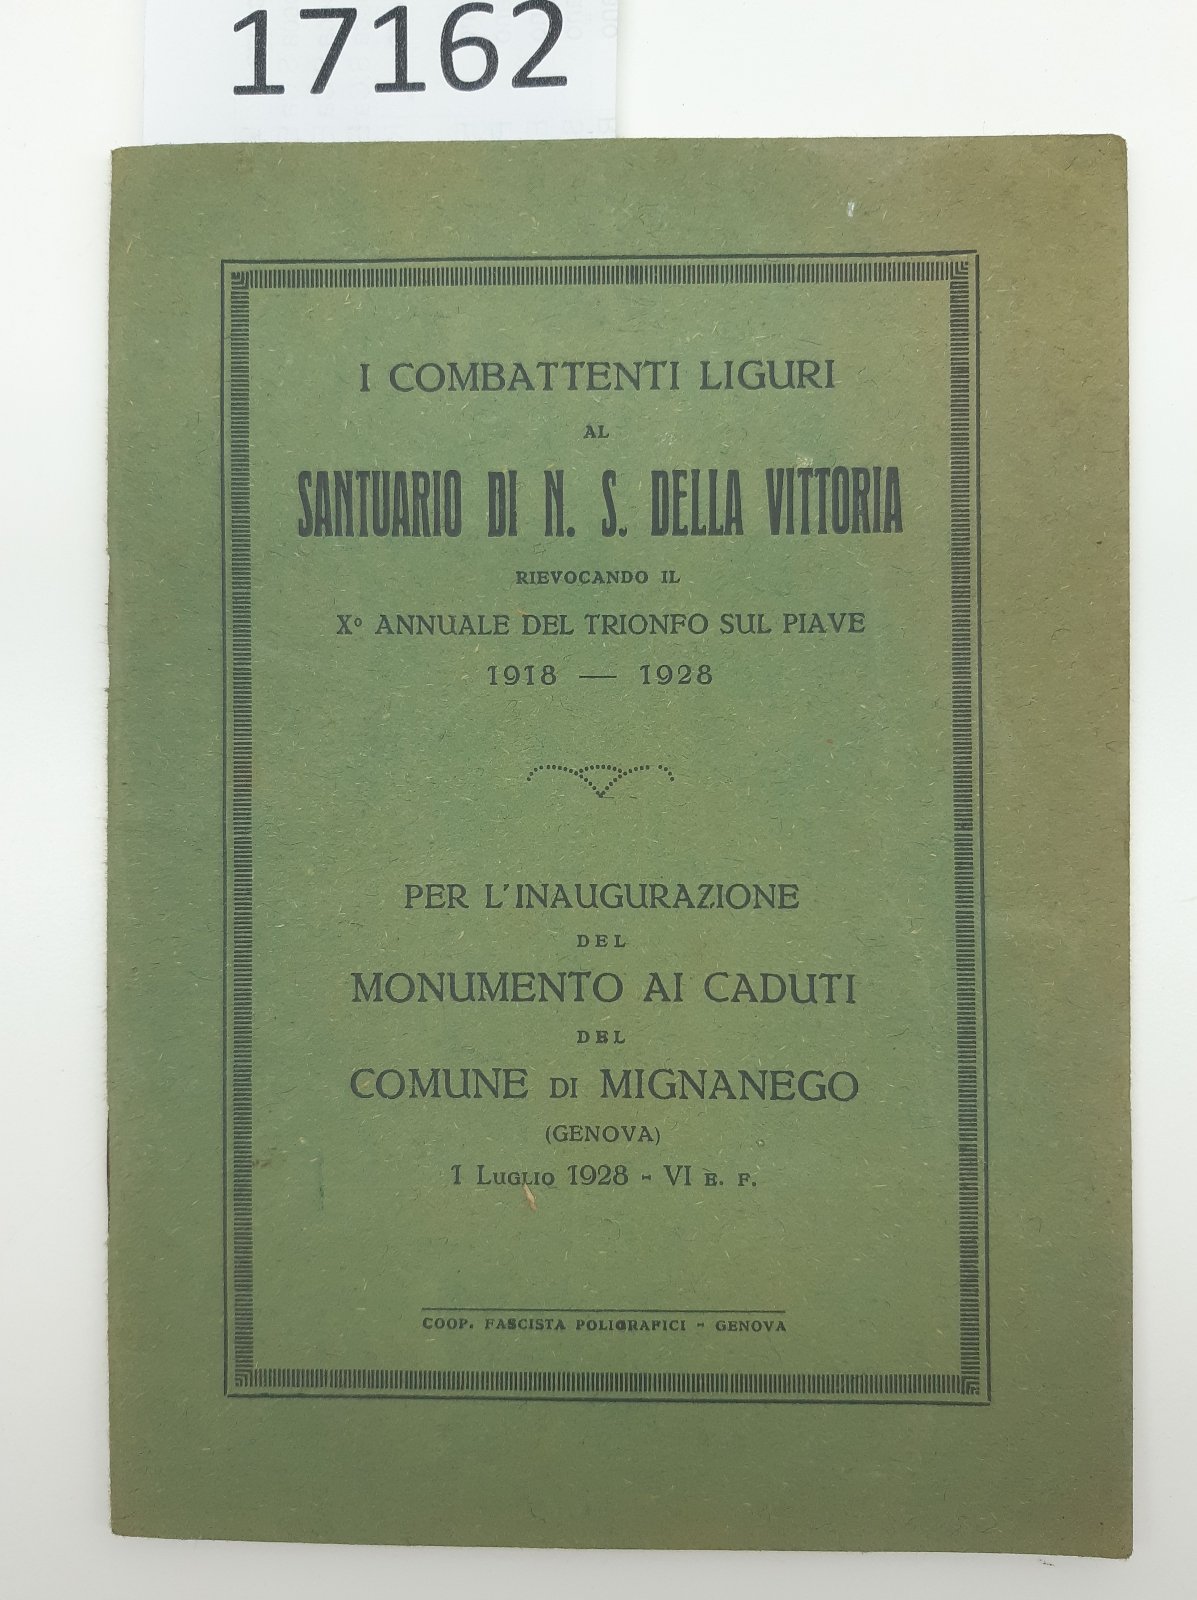 17162
I COMBATTENTI LIGURI
AL
SANTUARIO DI N. S. DELLA VITTORIA
RIEVOCANDO IL
Xº ANNUALE DEL TRIONFO SUL PIAVE
1918 — 1928
PER L'INAUGURAZIONE
DEL
MONUMENTO AI CADUTI
DEL
COMUNE DI MIGNANEGO
(GENOVA)
1 LUGLIO 1928 - VI E. F.
COOP. FASCISTA POLIGRAFICI - GENOVA